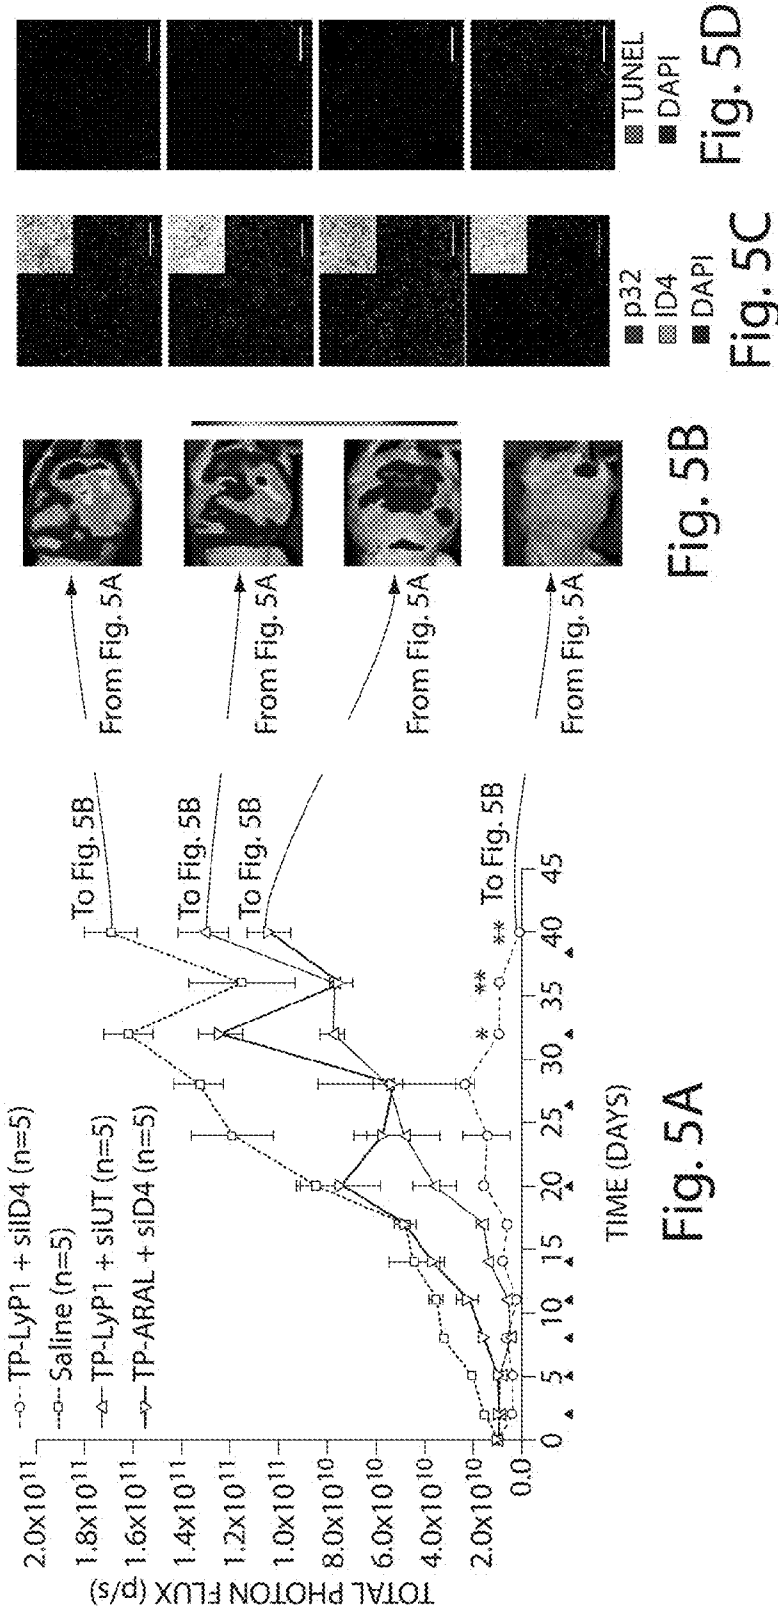 TP-LyP1 + siID4 (n=5)
Saline (n=5)
TP-LyP1 + siUT (n=5)
TP-ARAL + siD4 (n=5)
TOTAL PHOTON FLUX (p/s)
2.0x10¹¹
1.8x10¹¹
1.6x10¹¹
1.4x10¹¹
1.2x10¹¹
1.0x10¹¹
8.0x10¹⁰
6.0x10¹⁰
4.0x10¹⁰
2.0x10¹⁰
0.0
0 5 10 15 20 25 30 35 40 45
TIME (DAYS)
* ** **
To Fig. 5B
To Fig. 5B
To Fig. 5B
To Fig. 5B
Fig. 5A
From Fig. 5A
From Fig. 5A
From Fig. 5A
From Fig. 5A
Fig. 5B
p32
ID4
DAPI
Fig. 5C
TUNEL
DAPI
Fig. 5D